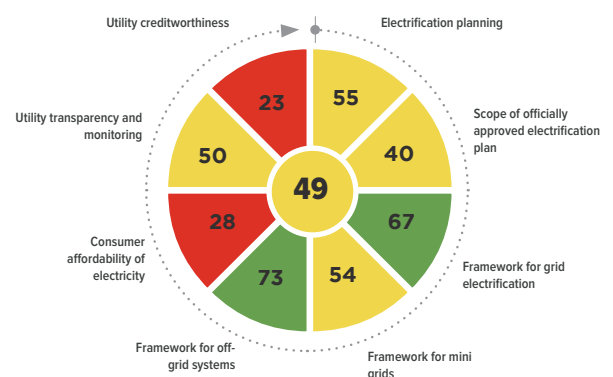 Utility creditworthiness
Electrification planning
23
55
Utility transparency and
monitoring
Scope of officially
approved electrification
plan
50
40
49
28
67
Consumer
affordability of
electricity
Framework for grid
electrification
73
54
Framework for off-
grid systems
Framework for mini
grids